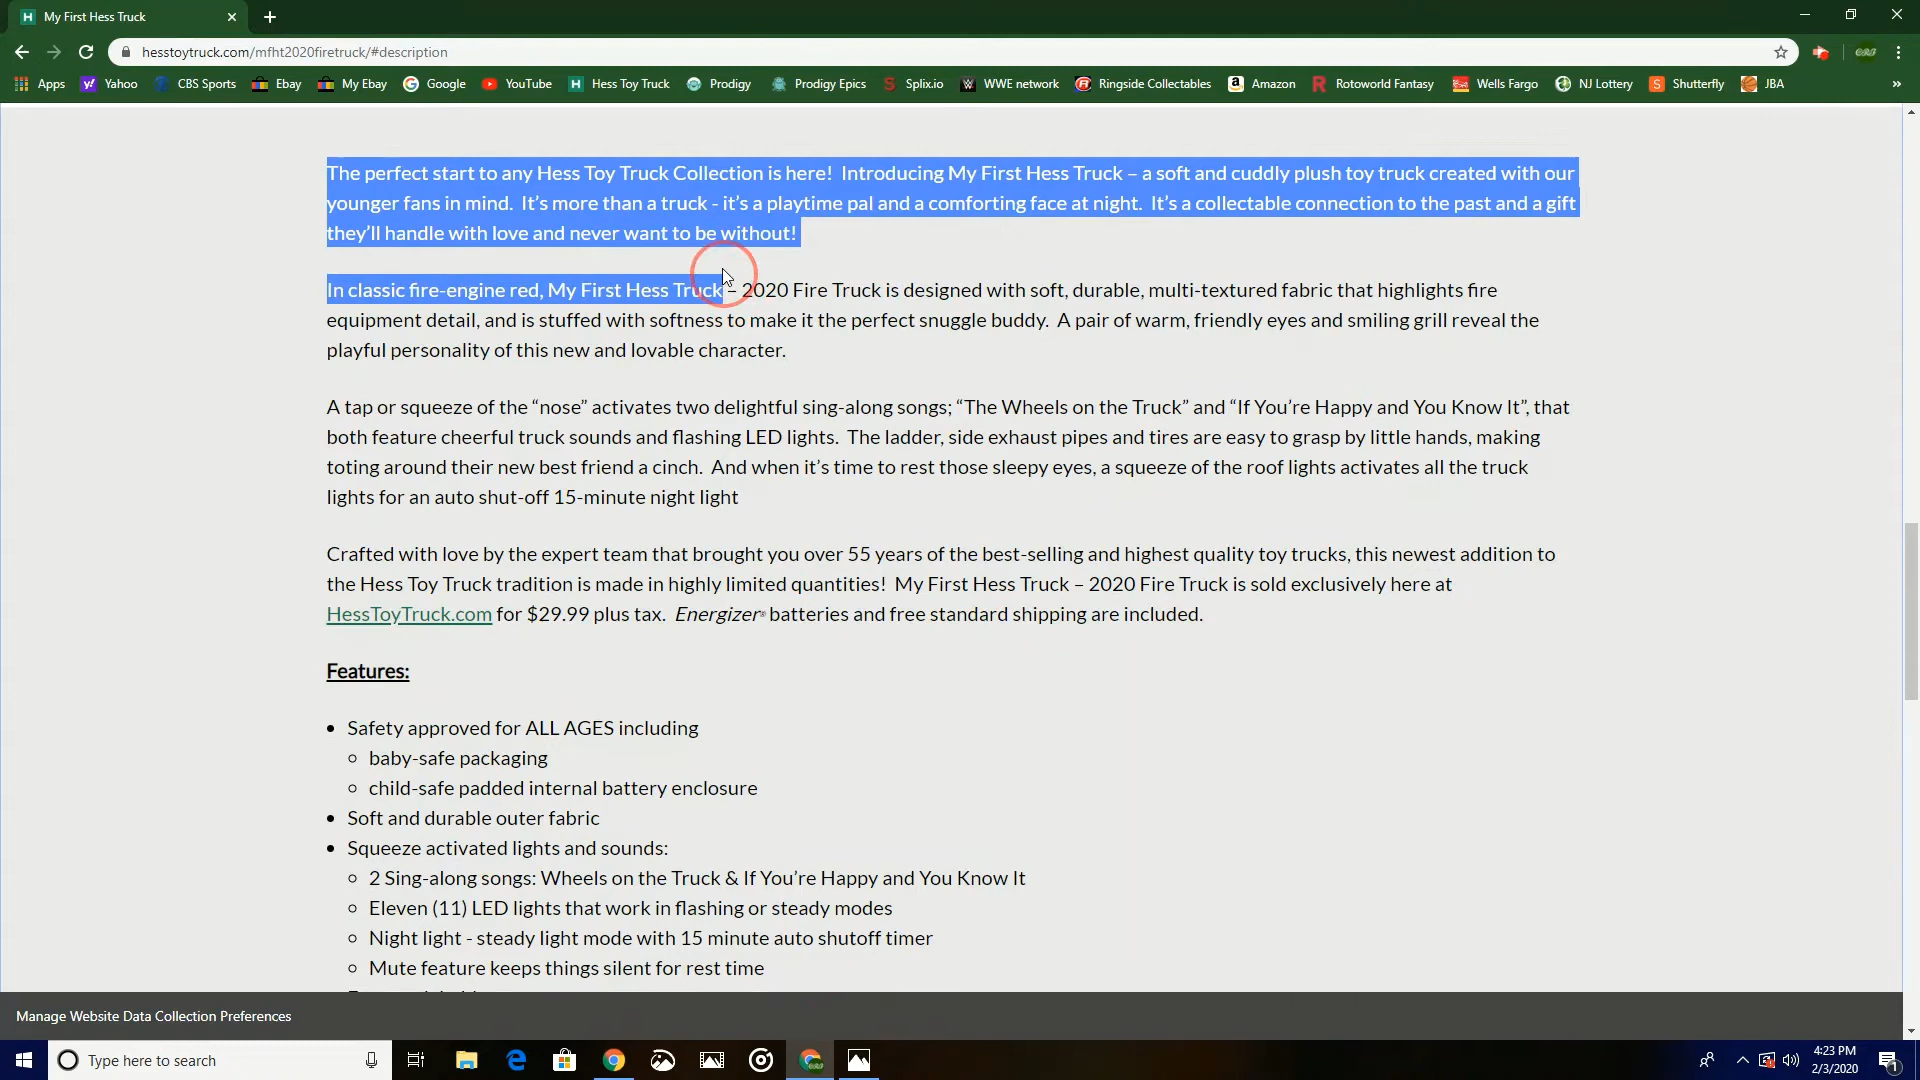 My First Hess Truck
hesstoytruck.com/mfht2020firetruck/#description
Apps Yahoo CBS Sports Ebay My Ebay Google YouTube Hess Toy Truck Prodigy Prodigy Epics Splix.io WWE network Ringside Collectables Amazon Rotoworld Fantasy Wells Fargo NJ Lottery Shutterfly JBA »
The perfect start to any Hess Toy Truck Collection is here!  Introducing My First Hess Truck – a soft and cuddly plush toy truck created with our
younger fans in mind.  It’s more than a truck - it’s a playtime pal and a comforting face at night.  It’s a collectable connection to the past and a gift
they’ll handle with love and never want to be without!
In classic fire-engine red, My First Hess Truck – 2020 Fire Truck is designed with soft, durable, multi-textured fabric that highlights fire
equipment detail, and is stuffed with softness to make it the perfect snuggle buddy.  A pair of warm, friendly eyes and smiling grill reveal the
playful personality of this new and lovable character.
A tap or squeeze of the “nose” activates two delightful sing-along songs; “The Wheels on the Truck” and “If You’re Happy and You Know It”, that
both feature cheerful truck sounds and flashing LED lights.  The ladder, side exhaust pipes and tires are easy to grasp by little hands, making
toting around their new best friend a cinch.  And when it’s time to rest those sleepy eyes, a squeeze of the roof lights activates all the truck
lights for an auto shut-off 15-minute night light
Crafted with love by the expert team that brought you over 55 years of the best-selling and highest quality toy trucks, this newest addition to
the Hess Toy Truck tradition is made in highly limited quantities!  My First Hess Truck – 2020 Fire Truck is sold exclusively here at
HessToyTruck.com for $29.99 plus tax.  Energizer® batteries and free standard shipping are included.
Features:
• Safety approved for ALL AGES including
○ baby-safe packaging
○ child-safe padded internal battery enclosure
• Soft and durable outer fabric
• Squeeze activated lights and sounds:
○ 2 Sing-along songs: Wheels on the Truck & If You’re Happy and You Know It
○ Eleven (11) LED lights that work in flashing or steady modes
○ Night light - steady light mode with 15 minute auto shutoff timer
○ Mute feature keeps things silent for rest time
Manage Website Data Collection Preferences
Type here to search
4:23 PM
2/3/2020
1